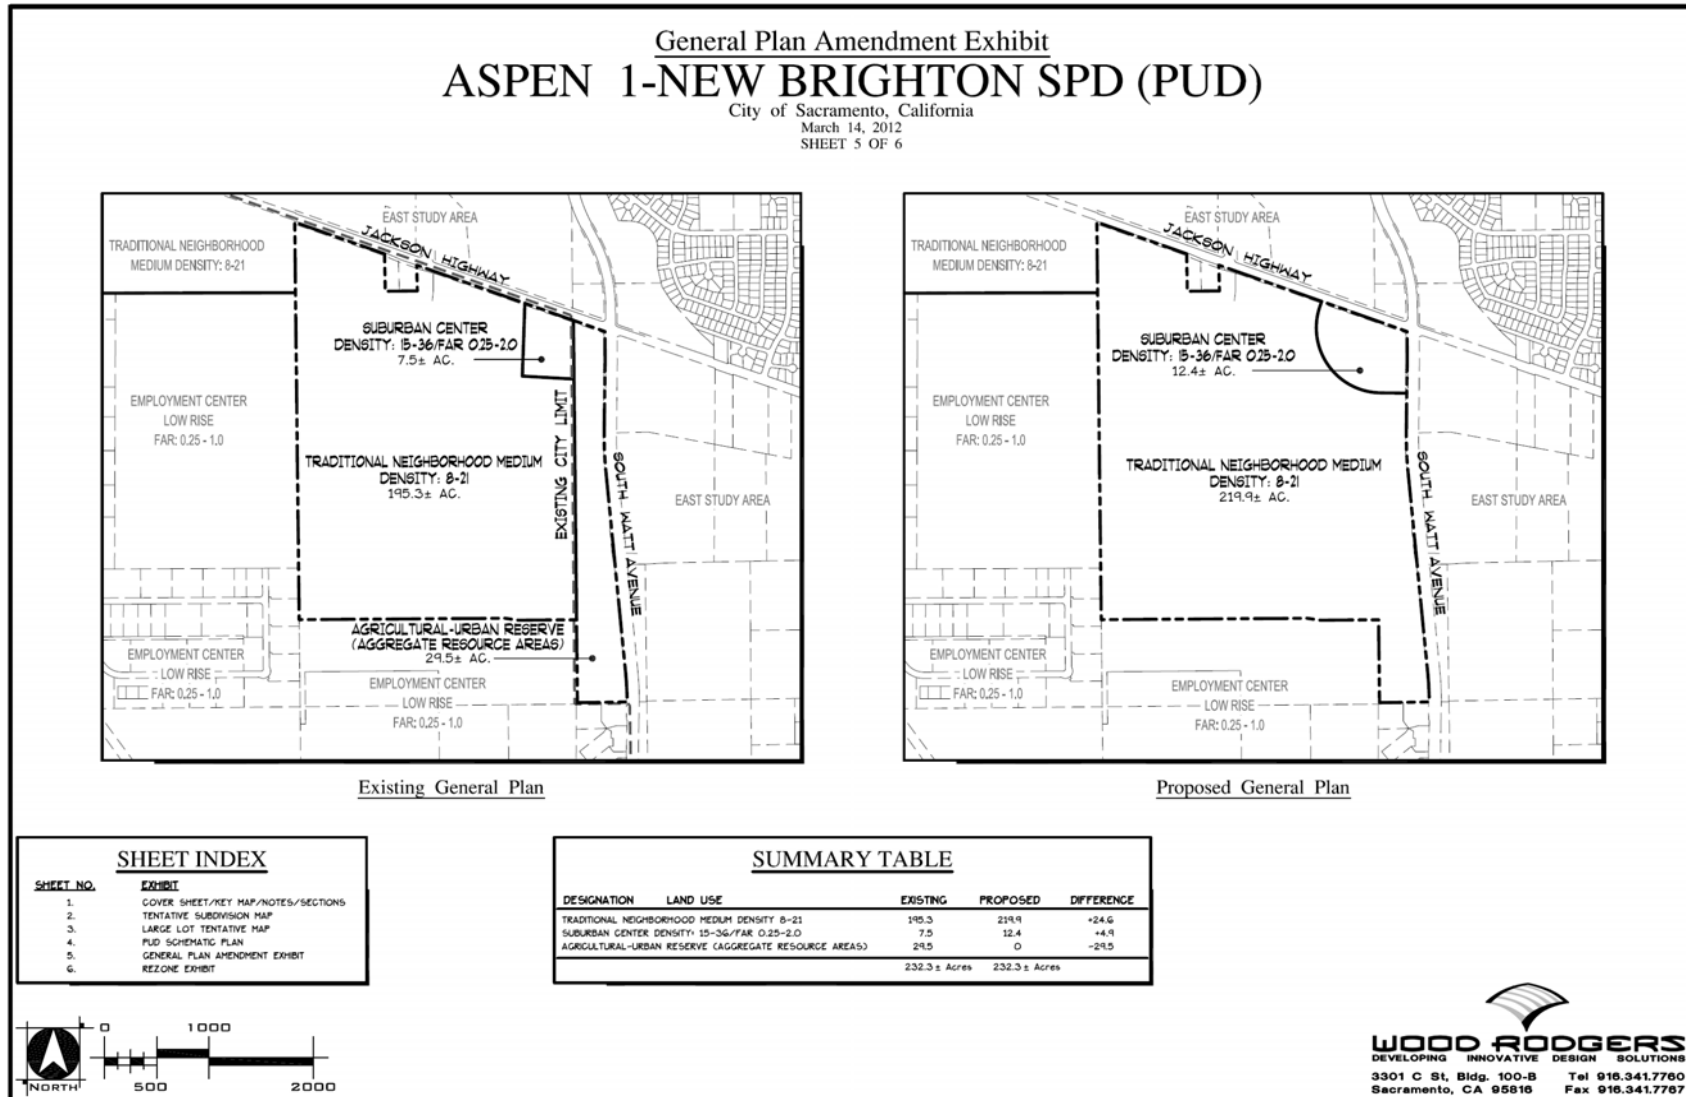 General Plan Amendment Exhibit
ASPEN 1-NEW BRIGHTON SPD (PUD)
City of Sacramento, California
March 14, 2012
SHEET 5 OF 6
EAST STUDY AREA
JACKSON HIGHWAY
TRADITIONAL NEIGHBORHOOD
MEDIUM DENSITY: 8-21
SUBURBAN CENTER
DENSITY: 15-36/FAR 0.25-2.0
7.5± AC.
EMPLOYMENT CENTER
LOW RISE
FAR: 0.25 - 1.0
EXISTING CITY LIMIT
TRADITIONAL NEIGHBORHOOD MEDIUM
DENSITY: 8-21
195.3± AC.
SOUTH WATT AVENUE
EAST STUDY AREA
AGRICULTURAL-URBAN RESERVE
(AGGREGATE RESOURCE AREAS)
29.5± AC.
EMPLOYMENT CENTER
LOW RISE
FAR: 0.25 - 1.0
EMPLOYMENT CENTER
LOW RISE
FAR: 0.25 - 1.0
Existing General Plan
EAST STUDY AREA
JACKSON HIGHWAY
TRADITIONAL NEIGHBORHOOD
MEDIUM DENSITY: 8-21
SUBURBAN CENTER
DENSITY: 15-36/FAR 0.25-2.0
12.4± AC.
EMPLOYMENT CENTER
LOW RISE
FAR: 0.25 - 1.0
TRADITIONAL NEIGHBORHOOD MEDIUM
DENSITY: 8-21
219.9± AC.
SOUTH WATT AVENUE
EAST STUDY AREA
EMPLOYMENT CENTER
LOW RISE
FAR: 0.25 - 1.0
EMPLOYMENT CENTER
LOW RISE
FAR: 0.25 - 1.0
Proposed General Plan
SHEET INDEX
SHEET NO. EXHIBIT
1. COVER SHEET/KEY MAP/NOTES/SECTIONS
2. TENTATIVE SUBDIVISION MAP
3. LARGE LOT TENTATIVE MAP
4. PUD SCHEMATIC PLAN
5. GENERAL PLAN AMENDMENT EXHIBIT
6. REZONE EXHIBIT
SUMMARY TABLE
DESIGNATION LAND USE EXISTING PROPOSED DIFFERENCE
TRADITIONAL NEIGHBORHOOD MEDIUM DENSITY 8-21 195.3 219.9 +24.6
SUBURBAN CENTER DENSITY: 15-36/FAR 0.25-2.0 7.5 12.4 +4.9
AGRICULTURAL-URBAN RESERVE (AGGREGATE RESOURCE AREAS) 29.5 0 -29.5
232.3 ± Acres 232.3 ± Acres
NORTH
0 1000
500 2000
WOOD RODGERS
DEVELOPING INNOVATIVE DESIGN SOLUTIONS
3301 C St, Bldg. 100-B Tel 916.341.7760
Sacramento, CA 95816 Fax 916.341.7767